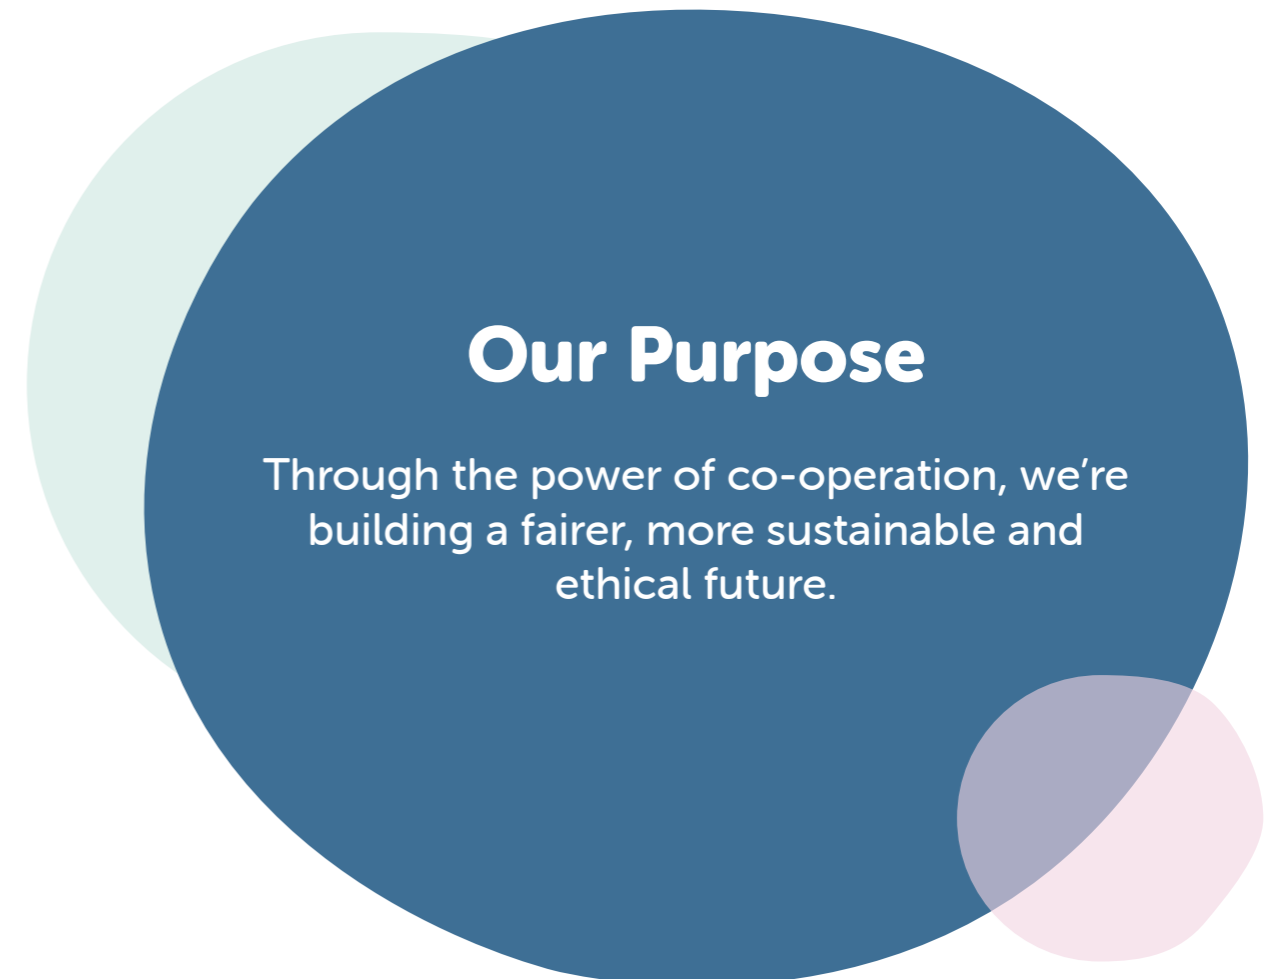 Our Purpose
Through the power of co-operation, we’re
building a fairer, more sustainable and
ethical future.